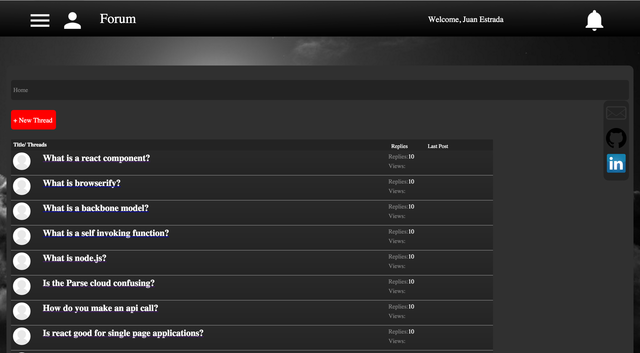 Forum
Welcome, Juan Estrada
Home
+ New Thread
Title/ Threads Replies Last Post
What is a react component? Replies:10
Views:
What is browserify? Replies:10
Views:
What is a backbone model? Replies:10
Views:
What is a self invoking function? Replies:10
Views:
What is node.js? Replies:10
Views:
Is the Parse cloud confusing? Replies:10
Views:
How do you make an api call? Replies:10
Views:
Is react good for single page applications? Replies:10
Views:
in